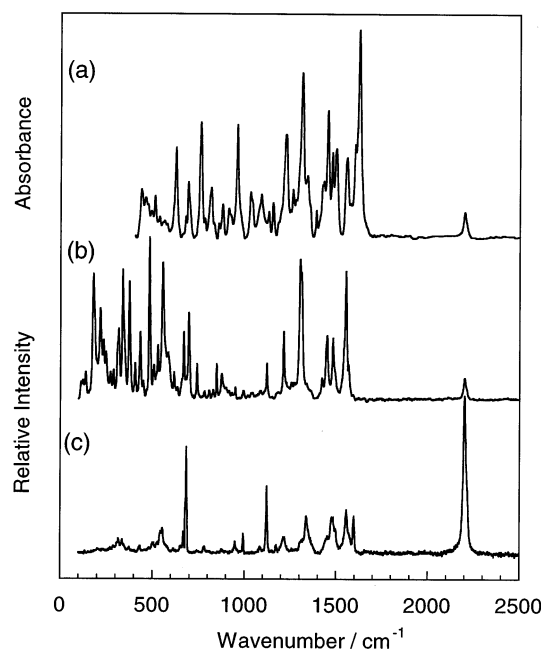 (a)
Absorbance
(b)
Relative Intensity
(c)
0 500 1000 1500 2000 2500
Wavenumber / cm⁻¹